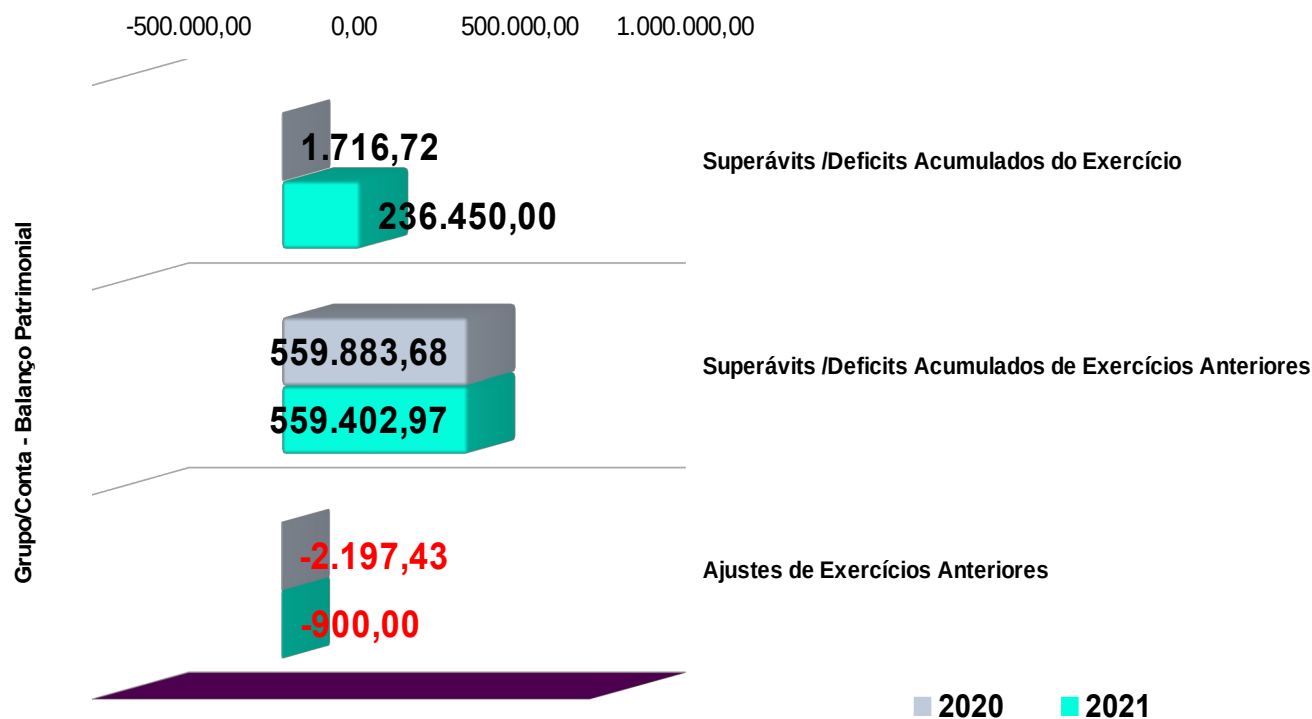 -500.000,00 0,00 500.000,00 1.000.000,00
Grupo/Conta - Balanço Patrimonial
1.716,72
Superávits /Deficits Acumulados do Exercício
236.450,00
559.883,68
Superávits /Deficits Acumulados de Exercícios Anteriores
559.402,97
-2.197,43
Ajustes de Exercícios Anteriores
-900,00
2020 2021